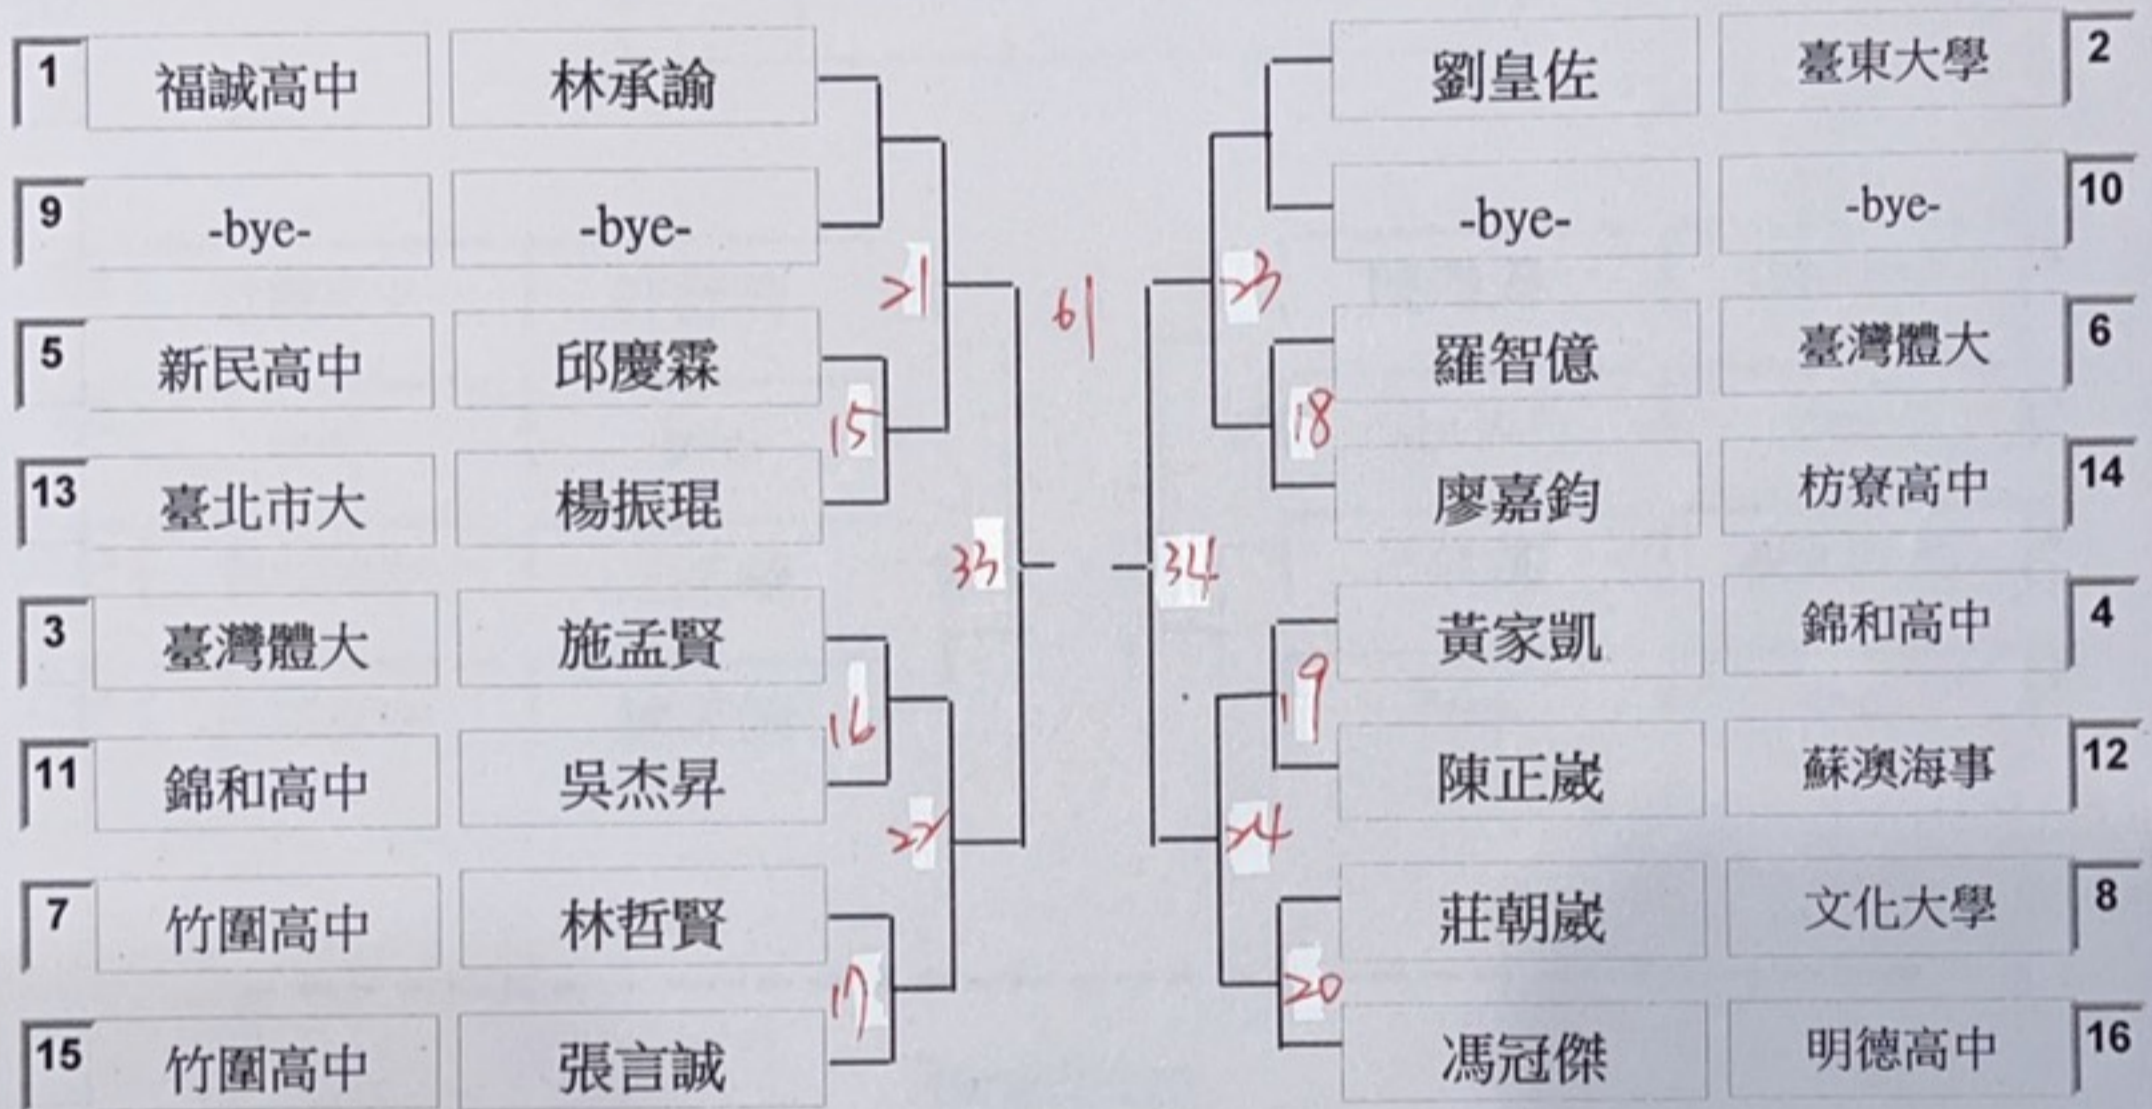 1 福誠高中 林承諭 劉皇佐 臺東大學 2
9 -bye- -bye- -bye- -bye- 10
21 61 23
5 新民高中 邱慶霖 羅智億 臺灣體大 6
15 18
13 臺北市大 楊振琨 廖嘉鈞 枋寮高中 14
33 34
3 臺灣體大 施孟賢 黃家凱 錦和高中 4
16 19
11 錦和高中 吳杰昇 陳正崴 蘇澳海事 12
22 24
7 竹圍高中 林哲賢 莊朝崴 文化大學 8
17 20
15 竹圍高中 張言誠 馮冠傑 明德高中 16